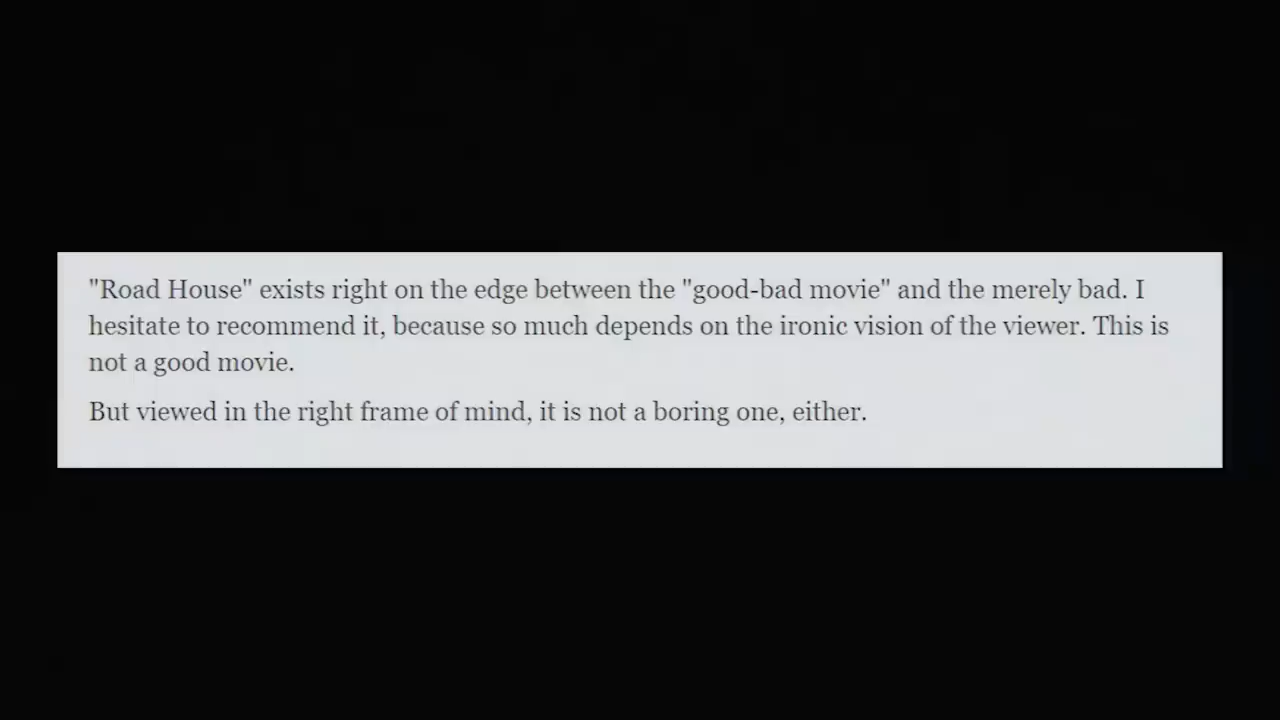 "Road House" exists right on the edge between the "good-bad movie" and the merely bad. I
hesitate to recommend it, because so much depends on the ironic vision of the viewer. This is
not a good movie.
But viewed in the right frame of mind, it is not a boring one, either.